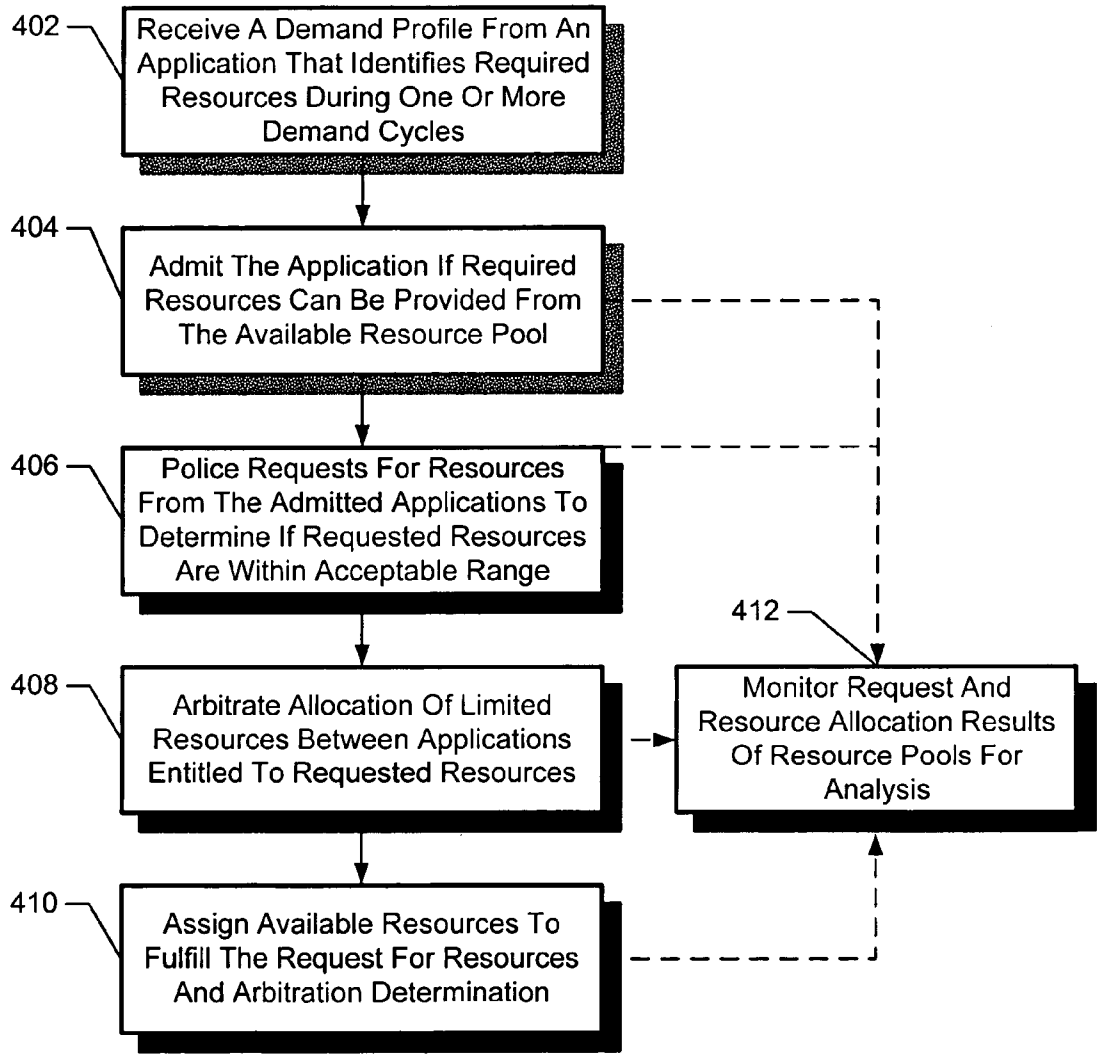 402
Receive A Demand Profile From An
Application That Identifies Required
Resources During One Or More
Demand Cycles
404
Admit The Application If Required
Resources Can Be Provided From
The Available Resource Pool
406
Police Requests For Resources
From The Admitted Applications To
Determine If Requested Resources
Are Within Acceptable Range
408
Arbitrate Allocation Of Limited
Resources Between Applications
Entitled To Requested Resources
412
Monitor Request And
Resource Allocation Results
Of Resource Pools For
Analysis
410
Assign Available Resources To
Fulfill The Request For Resources
And Arbitration Determination